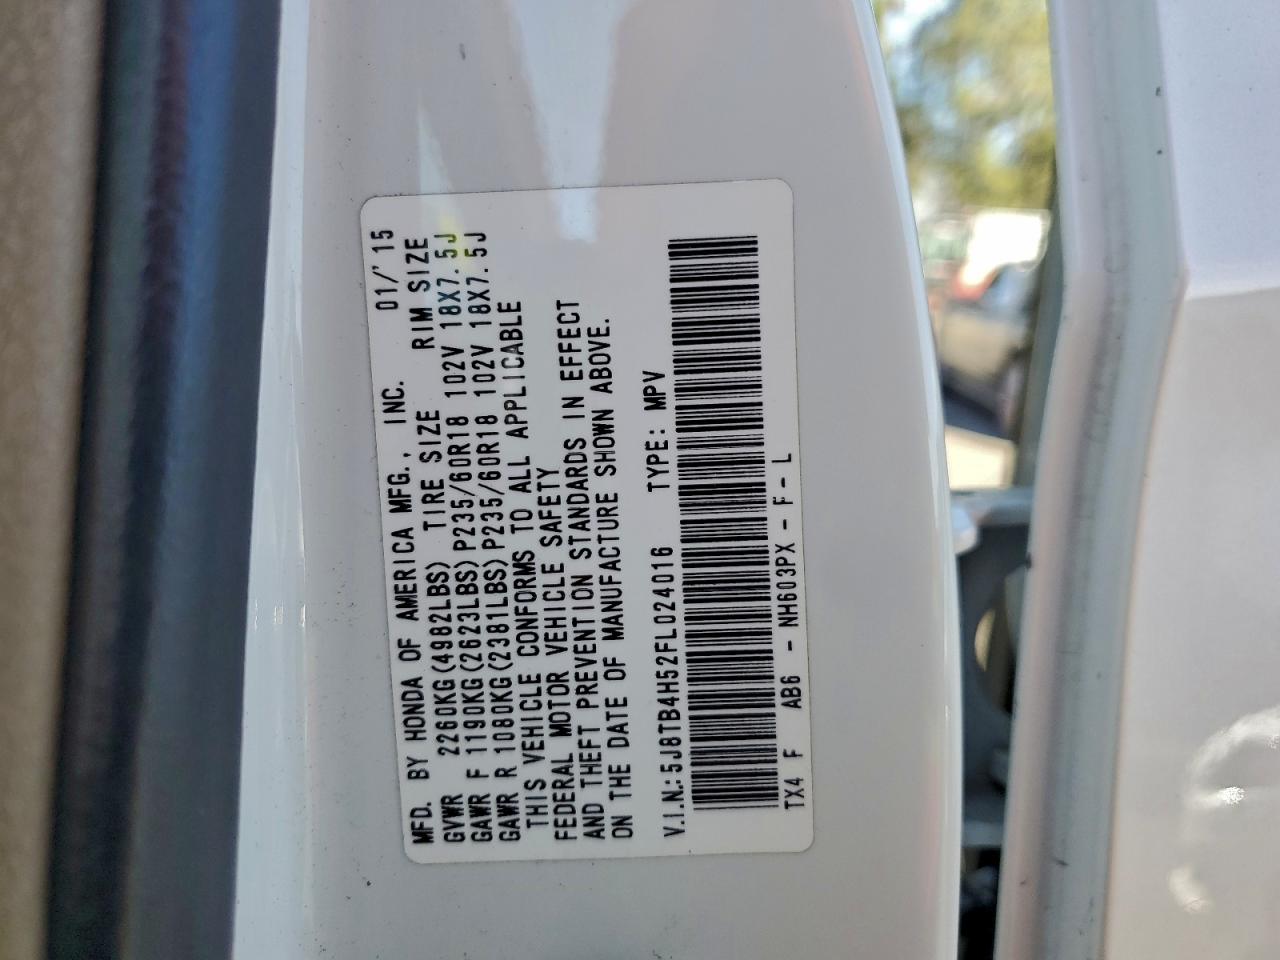 MFD. BY HONDA OF AMERICA MFG., INC. 01/'15
GVWR 2260KG(4982LBS) TIRE SIZE RIM SIZE
GAWR F 1190KG(2623LBS)P235/60R18 102V 18X7.5J
GAWR R 1080KG(2381LBS)P235/60R18 102V 18X7.5J
THIS VEHICLE CONFORMS TO ALL APPLICABLE
FEDERAL MOTOR VEHICLE SAFETY
AND THEFT PREVENTION STANDARDS IN EFFECT
ON THE DATE OF MANUFACTURE SHOWN ABOVE.
V.I.N.:5J8TB4H52FL024016 TYPE: MPV
TX4 F AB6 - NH603PX - F - L